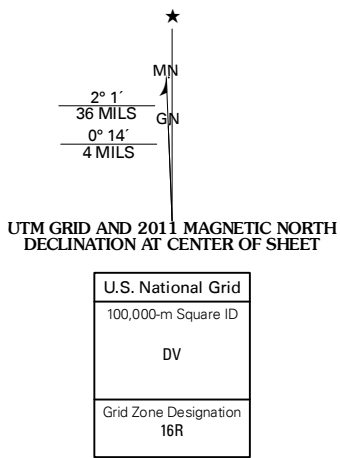 MN
2° 1´
36 MILS
GN
0° 14´
4 MILS
UTM GRID AND 2011 MAGNETIC NORTH
DECLINATION AT CENTER OF SHEET
U.S. National Grid
100,000-m Square ID
DV
Grid Zone Designation
16R